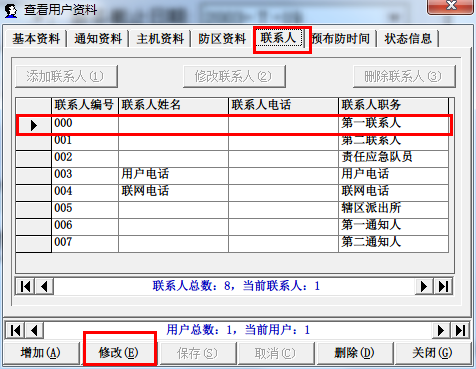 查看用户资料
基本资料 通知资料 主机资料 防区资料 联系人 预布防时间 状态信息
添加联系人(1) 修改联系人(2) 删除联系人(3)
联系人编号 联系人姓名 联系人电话 联系人职务
000 第一联系人
001 第二联系人
002 责任应急队员
003 用户电话 用户电话
004 联网电话 联网电话
005 辖区派出所
006 第一通知人
007 第二通知人
联系人总数:8,当前联系人:1
用户总数:1,当前用户:1
增加(A) 修改(E) 保存(S) 取消(C) 删除(D) 关闭(G)